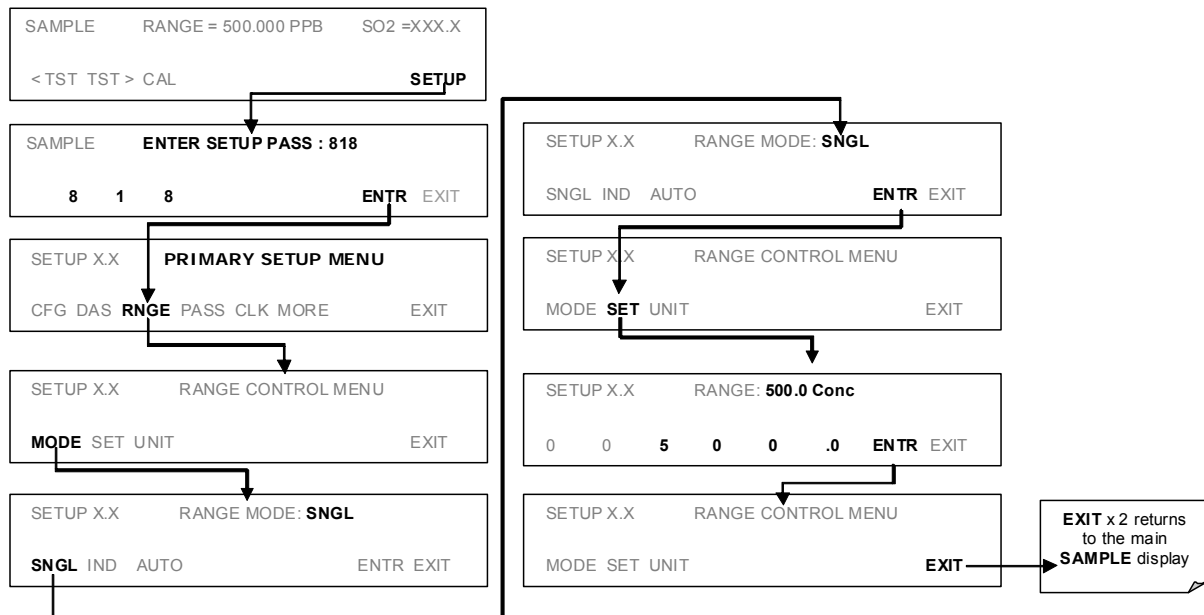 SAMPLE RANGE = 500.000 PPB SO2 =XXX.X
< TST TST > CAL SETUP
SAMPLE ENTER SETUP PASS : 818
8 1 8 ENTR EXIT
SETUP X.X PRIMARY SETUP MENU
CFG DAS RNGE PASS CLK MORE EXIT
SETUP X.X RANGE CONTROL MENU
MODE SET UNIT EXIT
SETUP X.X RANGE MODE: SNGL
SNGL IND AUTO ENTR EXIT
SETUP X.X RANGE MODE: SNGL
SNGL IND AUTO ENTR EXIT
SETUP X.X RANGE CONTROL MENU
MODE SET UNIT EXIT
SETUP X.X RANGE: 500.0 Conc
0 0 5 0 0 .0 ENTR EXIT
SETUP X.X RANGE CONTROL MENU
MODE SET UNIT EXIT
EXIT x 2 returns
to the main
SAMPLE display